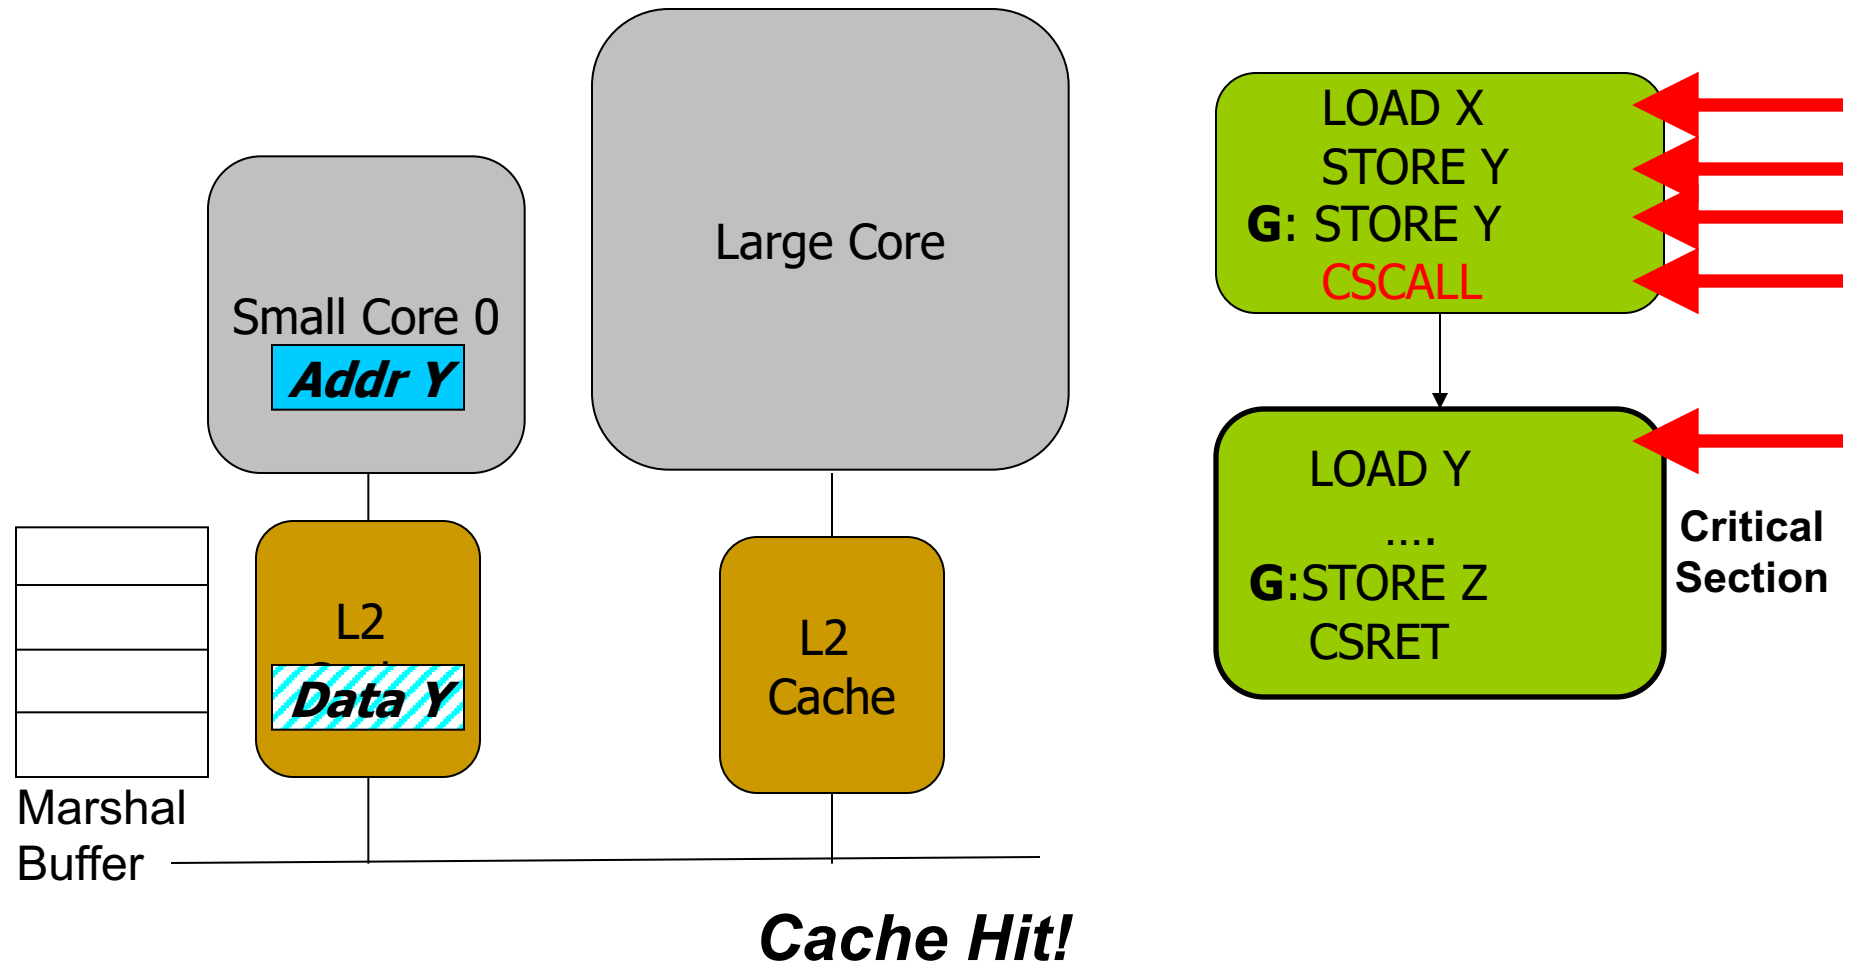 Small Core 0
Addr Y
Large Core
LOAD X
STORE Y
G: STORE Y
CSCALL
LOAD Y
....
G:STORE Z
CSRET
Critical
Section
L2
Data Y
L2
Cache
Marshal
Buffer
Cache Hit!